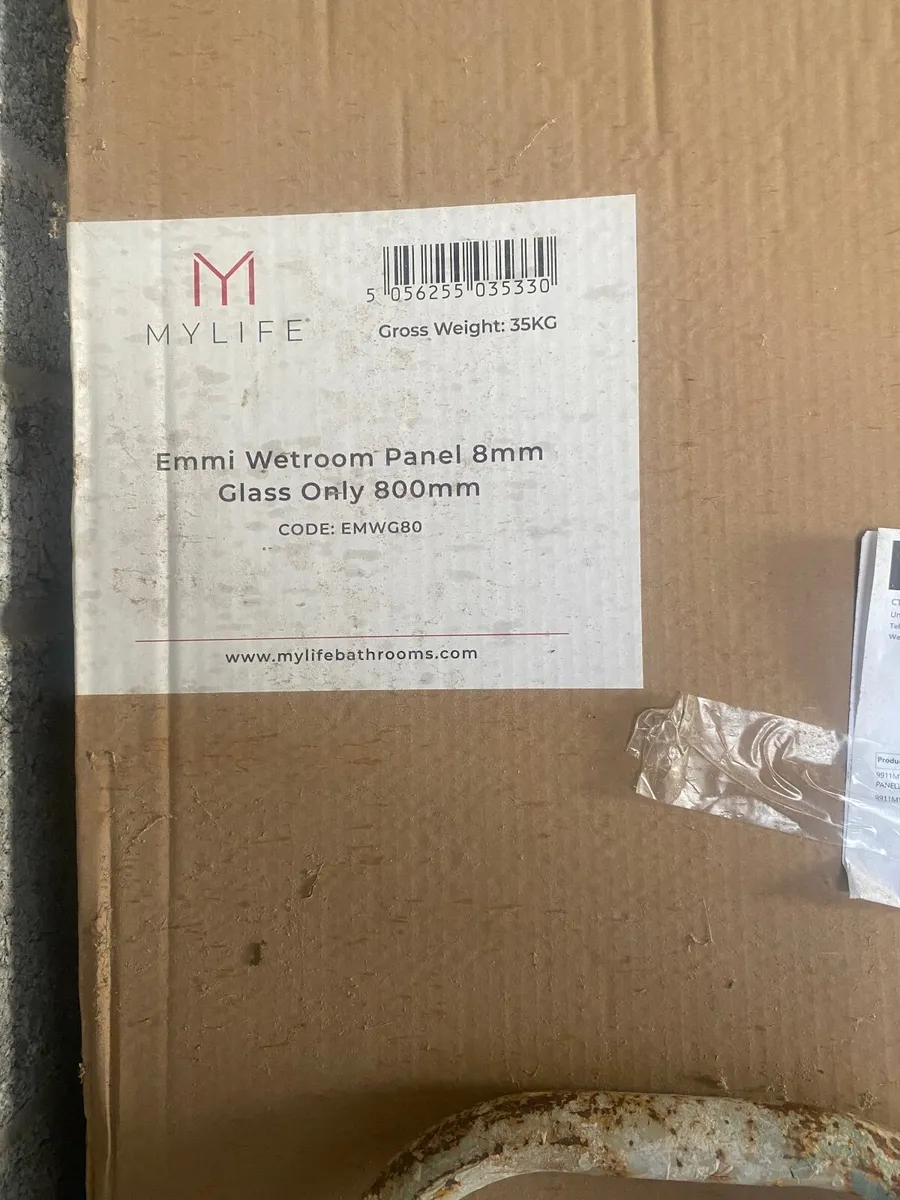 MYLIFE
5 056255 035330
Gross Weight: 35KG
Emmi Wetroom Panel 8mm
Glass Only 800mm
CODE: EMWG80
www.mylifebathrooms.com